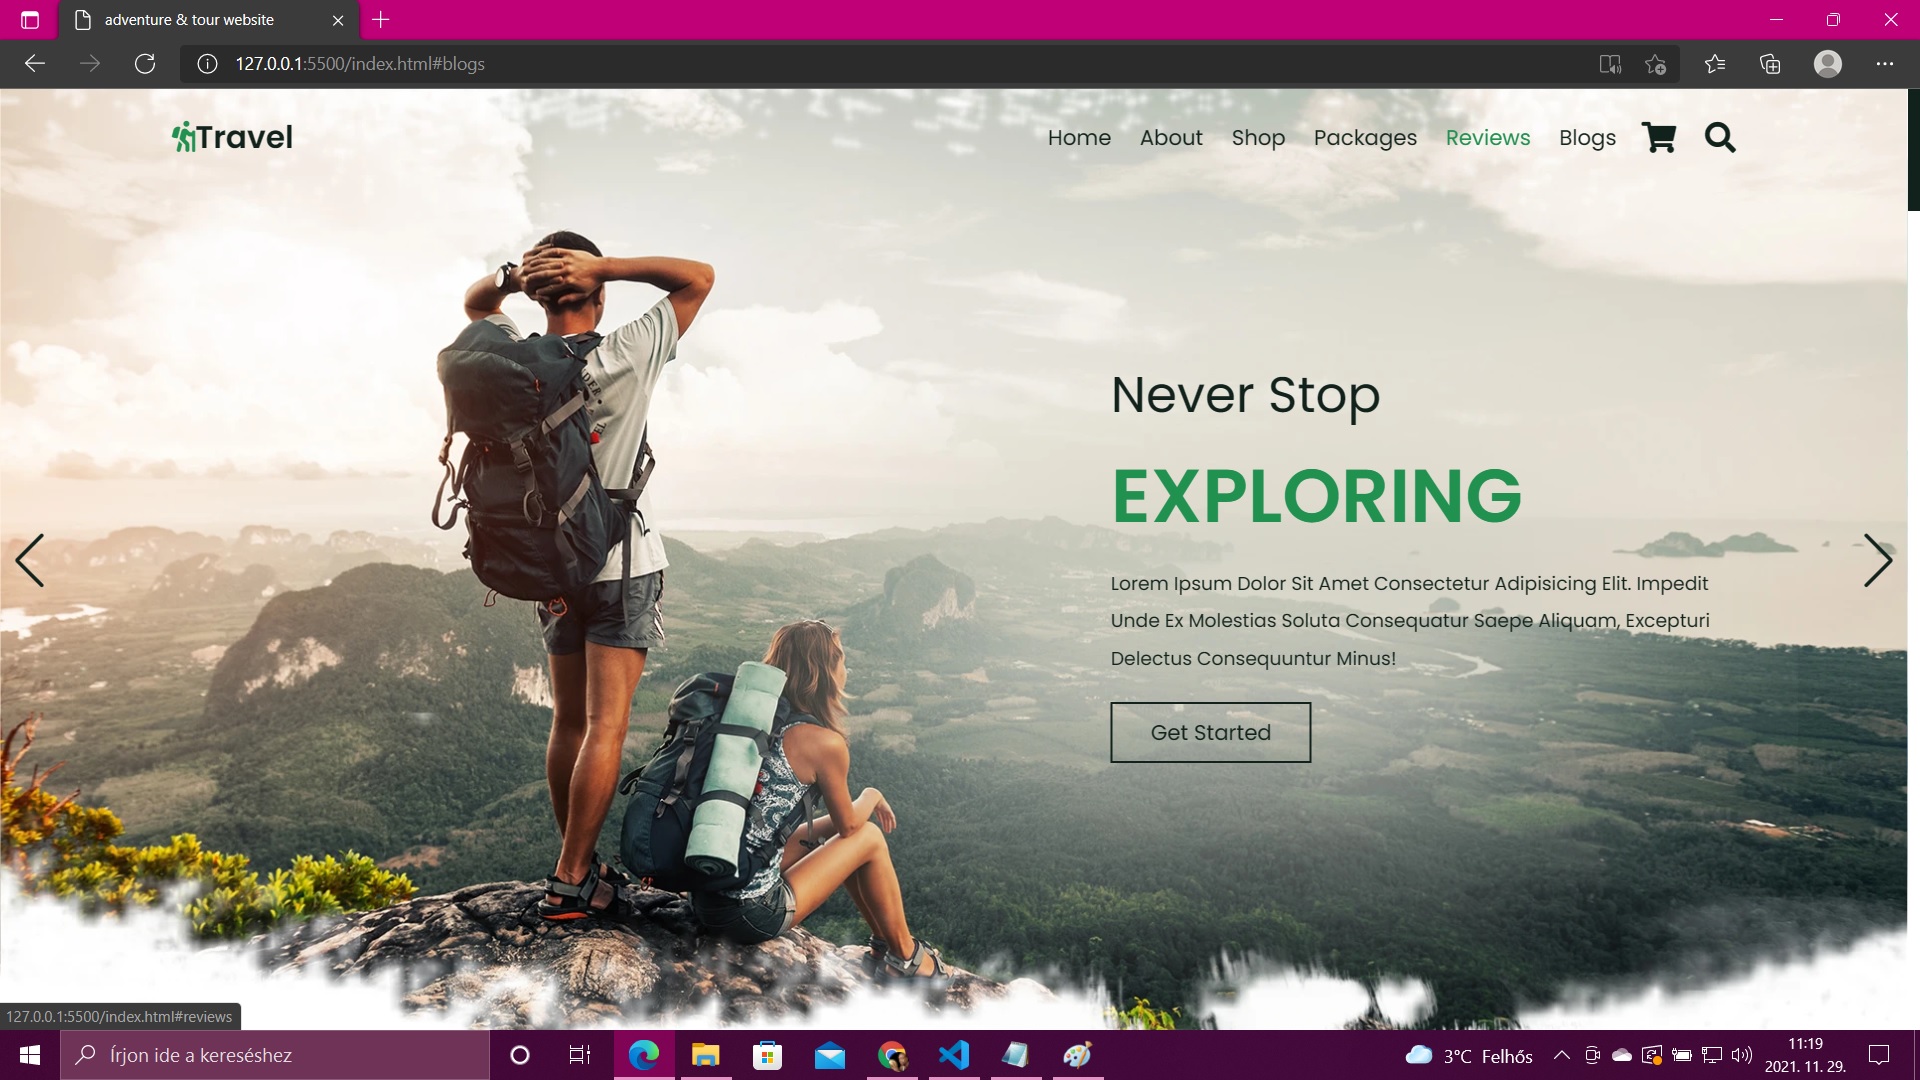 adventure & tour website
127.0.0.1:5500/index.html#blogs
Travel
Home About Shop Packages Reviews Blogs
Never Stop
EXPLORING
Lorem Ipsum Dolor Sit Amet Consectetur Adipisicing Elit. Impedit
Unde Ex Molestias Soluta Consequatur Saepe Aliquam, Excepturi
Delectus Consequuntur Minus!
Get Started
127.0.0.1:5500/index.html#reviews
Írjon ide a kereséshez
3°C Felhős
11:19
2021. 11. 29.